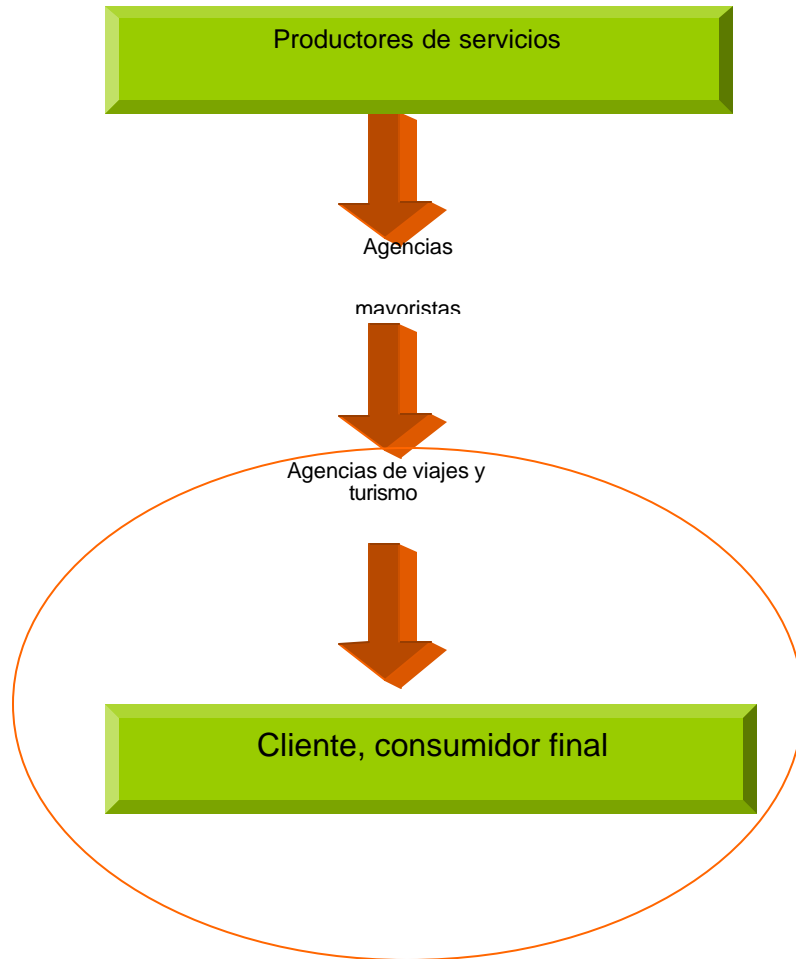 Productores de servicios
Agencias
mayoristas
Agencias de viajes y
turismo
Cliente, consumidor final